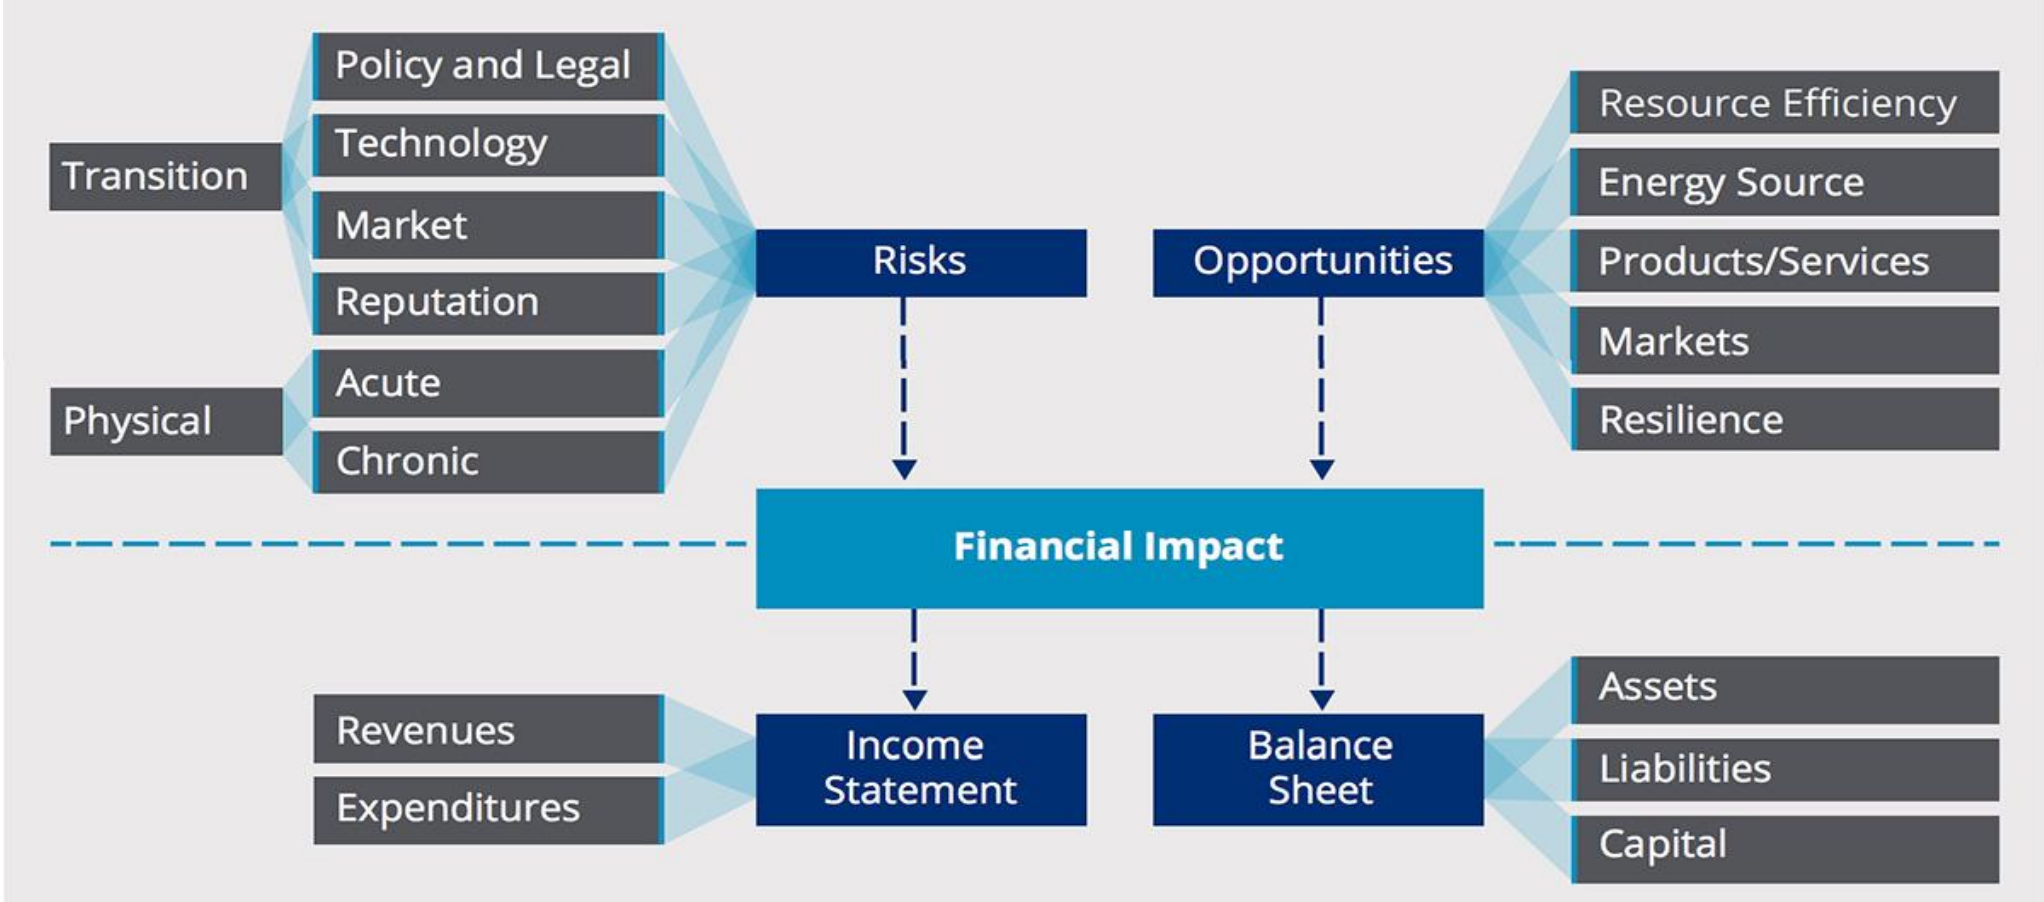 Transition
Policy and Legal
Technology
Market
Reputation
Physical
Acute
Chronic
Risks
Opportunities
Resource Efficiency
Energy Source
Products/Services
Markets
Resilience
Financial Impact
Revenues
Expenditures
Income
Statement
Balance
Sheet
Assets
Liabilities
Capital